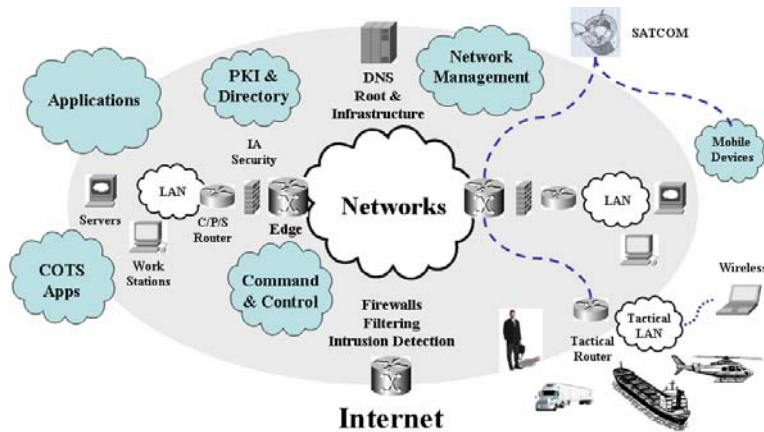 SATCOM
Applications
PKI &
Directory
DNS
Root &
Infrastructure
Network
Management
Mobile
Devices
IA
Security
LAN
Servers
C/P/S
Router
Edge
Networks
LAN
Work
Stations
COTS
Apps
Command
& Control
Firewalls
Filtering
Intrusion Detection
Internet
Wireless
Tactical
LAN
Tactical
Router